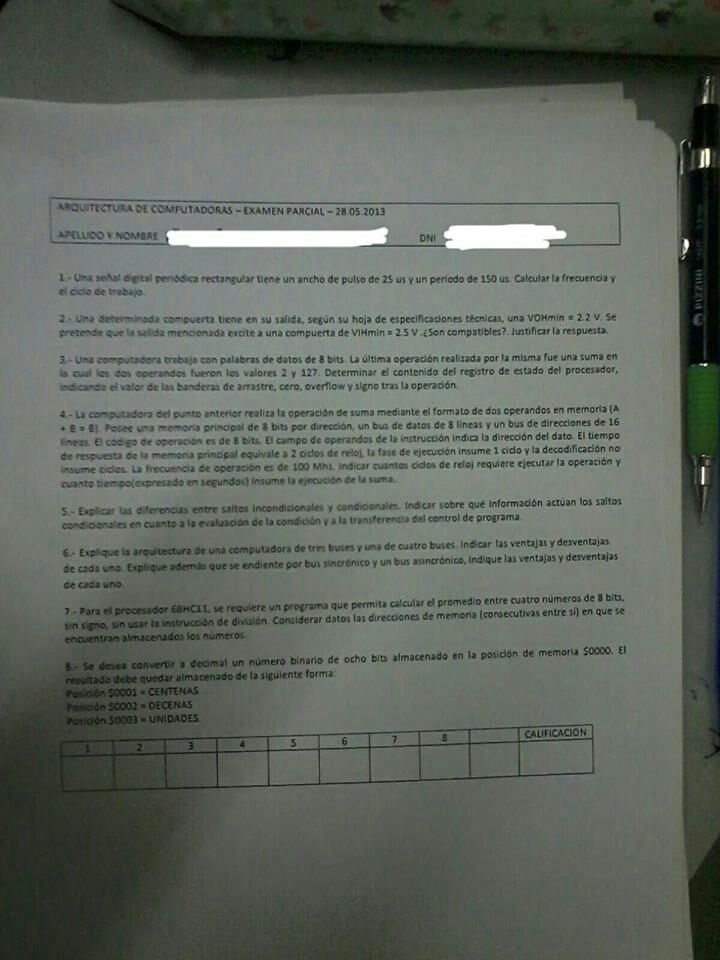 ARQUITECTURA DE COMPUTADORAS – EXAMEN PARCIAL – 28.05.2013
APELLIDO Y NOMBRE DNI
1.- Una señal digital periódica rectangular tiene un ancho de pulso de 25 us y un período de 150 us. Calcular la frecuencia y
el ciclo de trabajo.
2.- Una determinada compuerta tiene en su salida, según su hoja de especificaciones técnicas, una VOHmin = 2.2 V. Se
pretende que la salida mencionada excite a una compuerta de VIHmin = 2.5 V .¿Son compatibles?. Justificar la respuesta.
3.- Una computadora trabaja con palabras de datos de 8 bits. La última operación realizada por la misma fue una suma en
la cual los dos operandos fueron los valores 2 y 127. Determinar el contenido del registro de estado del procesador,
indicando el valor de las banderas de arrastre, cero, overflow y signo tras la operación.
4.- La computadora del punto anterior realiza la operación de suma mediante el formato de dos operandos en memoria (A
+ B = B). Posee una memoria principal de 8 bits por dirección, un bus de datos de 8 líneas y un bus de direcciones de 16
líneas. El código de operación es de 8 bits. El campo de operandos de la instrucción indica la dirección del dato. El tiempo
de respuesta de la memoria principal equivale a 2 ciclos de reloj, la fase de ejecución insume 1 ciclo y la decodificación no
insume ciclos. La frecuencia de operación es de 100 Mhz. Indicar cuantos ciclos de reloj requiere ejecutar la operación y
cuanto tiempo(expresado en segundos) insume la ejecución de la suma.
5.- Explicar las diferencias entre saltos incondicionales y condicionales. Indicar sobre qué información actúan los saltos
condicionales en cuanto a la evaluación de la condición y a la transferencia del control de programa.
6.- Explique la arquitectura de una computadora de tres buses y una de cuatro buses. Indicar las ventajas y desventajas
de cada uno. Explique además que se endiente por bus sincrónico y un bus asincrónico, indique las ventajas y desventajas
de cada uno.
7.- Para el procesador 68HC11, se requiere un programa que permita calcular el promedio entre cuatro números de 8 bits,
sin signo, sin usar la instrucción de división. Considerar datos las direcciones de memoria (consecutivas entre sí) en que se
encuentran almacenados los números.
8.- Se desea convertir a decimal un número binario de ocho bits almacenado en la posición de memoria $0000. El
resultado debe quedar almacenado de la siguiente forma:
Posición $0001 = CENTENAS
Posición $0002 = DECENAS
Posición $0003 = UNIDADES.
1 2 3 4 5 6 7 8 CALIFICACIÓN
PIZZINI